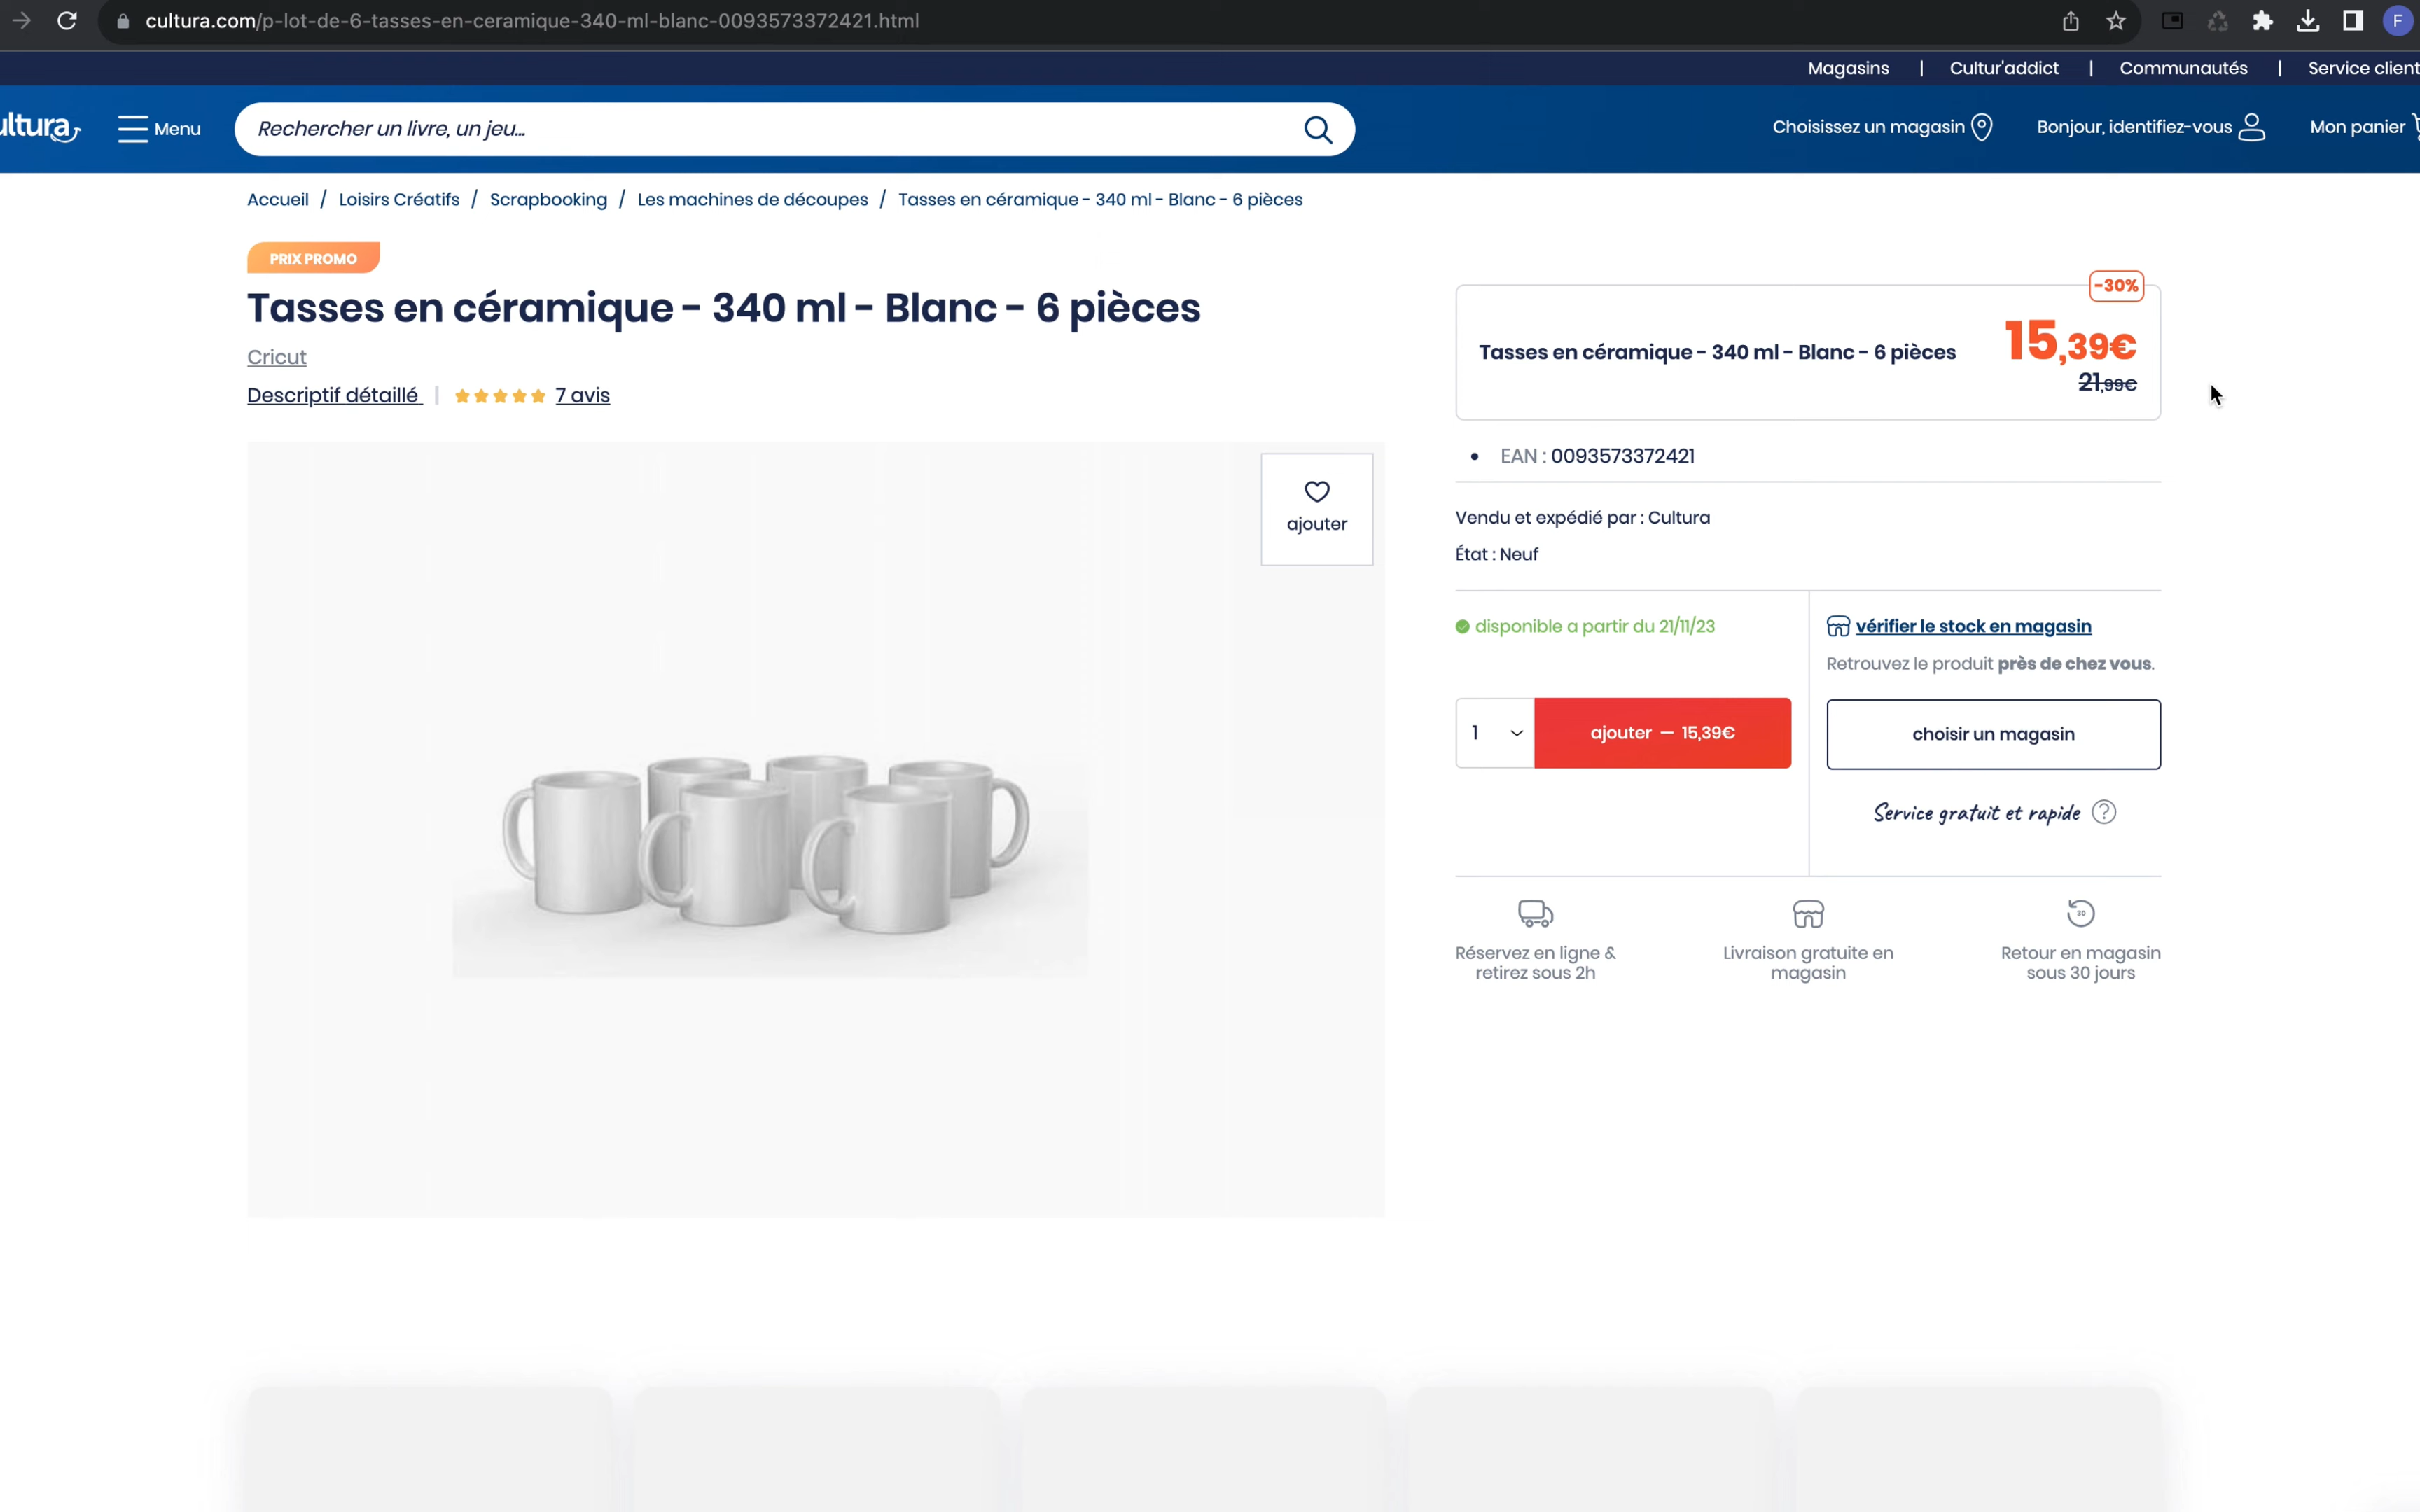 cultura.com/p-lot-de-6-tasses-en-ceramique-340-ml-blanc-0093573372421.html
F
Magasins | Cultur'addict | Communautés | Service client
ultura
Menu
Rechercher un livre, un jeu...
Choisissez un magasin
Bonjour, identifiez-vous
Mon panier
Accueil / Loisirs Créatifs / Scrapbooking / Les machines de découpes / Tasses en céramique - 340 ml - Blanc - 6 pièces
PRIX PROMO
Tasses en céramique - 340 ml - Blanc - 6 pièces
Cricut
Descriptif détaillé | 7 avis
ajouter
-30%
Tasses en céramique - 340 ml - Blanc - 6 pièces
15,39€
21,99€
EAN : 0093573372421
Vendu et expédié par : Cultura
État : Neuf
disponible a partir du 21/11/23
1
ajouter — 15,39€
vérifier le stock en magasin
Retrouvez le produit près de chez vous.
choisir un magasin
Service gratuit et rapide ?
Réservez en ligne &
retirez sous 2h
Livraison gratuite en
magasin
30
Retour en magasin
sous 30 jours